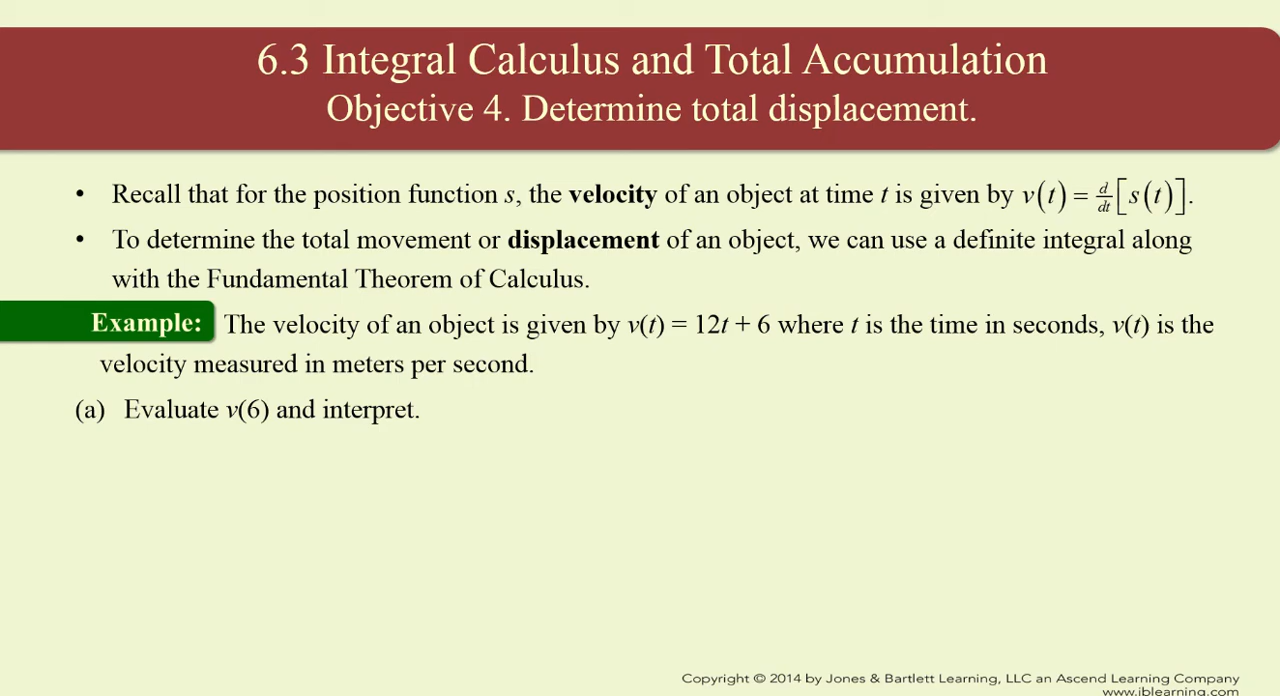 6.3 Integral Calculus and Total Accumulation
Objective 4. Determine total displacement.
• Recall that for the position function s, the velocity of an object at time t is given by v(t) = d/dt[s(t)].
• To determine the total movement or displacement of an object, we can use a definite integral along
with the Fundamental Theorem of Calculus.
Example: The velocity of an object is given by v(t) = 12t + 6 where t is the time in seconds, v(t) is the
velocity measured in meters per second.
(a) Evaluate v(6) and interpret.
Copyright © 2014 by Jones & Bartlett Learning, LLC an Ascend Learning Company
www.jblearning.com